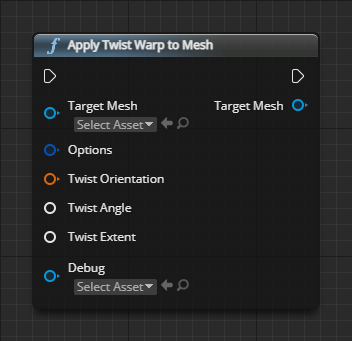 Apply Twist Warp to Mesh
Target Mesh Target Mesh
Select Asset
Options
Twist Orientation
Twist Angle
Twist Extent
Debug
Select Asset